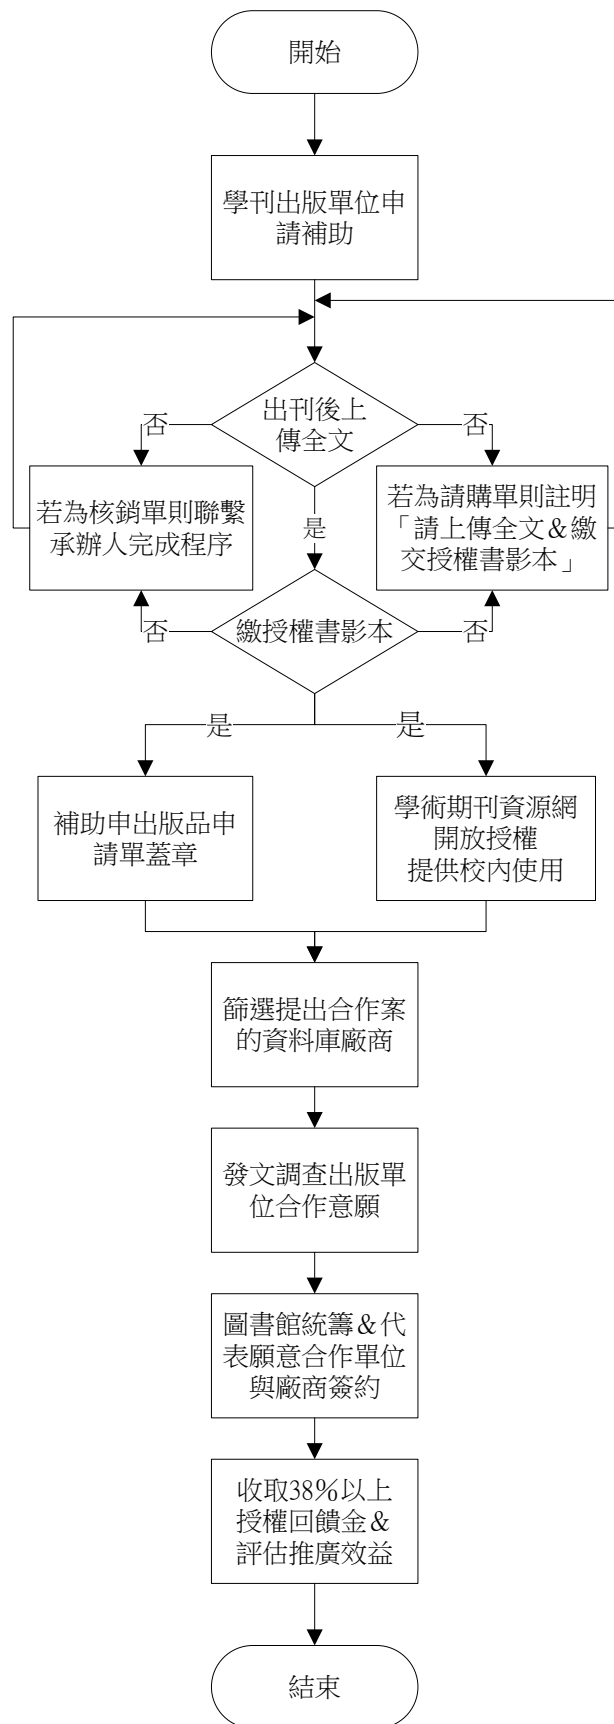 開始
學刊出版單位申
請補助
出刊後上
傳全文
否
否
若為核銷單則聯繫
承辦人完成程序
是
若為請購單則註明
「請上傳全文＆繳
交授權書影本」
否
繳授權書影本
否
是
是
補助申出版品申
請單蓋章
學術期刊資源網
開放授權
提供校內使用
篩選提出合作案
的資料庫廠商
發文調查出版單
位合作意願
圖書館統籌＆代
表願意合作單位
與廠商簽約
收取38%以上
授權回饋金＆
評估推廣效益
結束